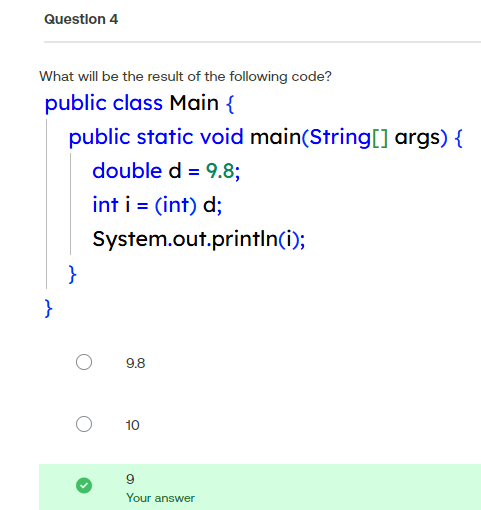 Question 4
What will be the result of the following code?
public class Main {
public static void main(String[] args) {
double d = 9.8;
int i = (int) d;
System.out.println(i);
}
}
9.8
10
9
Your answer